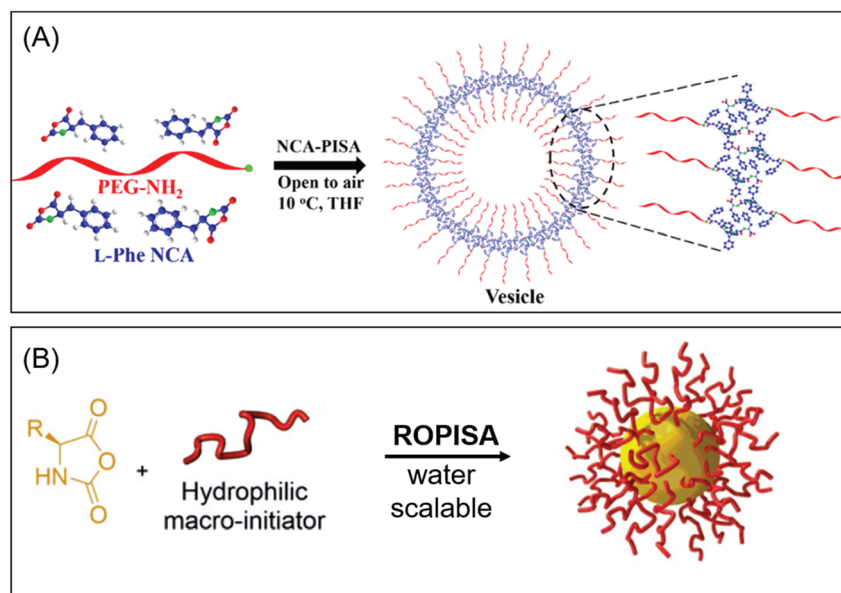 (A)
PEG-NH₂
L-Phe NCA
NCA-PISA
Open to air
10 °C, THF
Vesicle
(B)
R
O
O
HN
O
+
Hydrophilic
macro-initiator
ROPISA
water
scalable